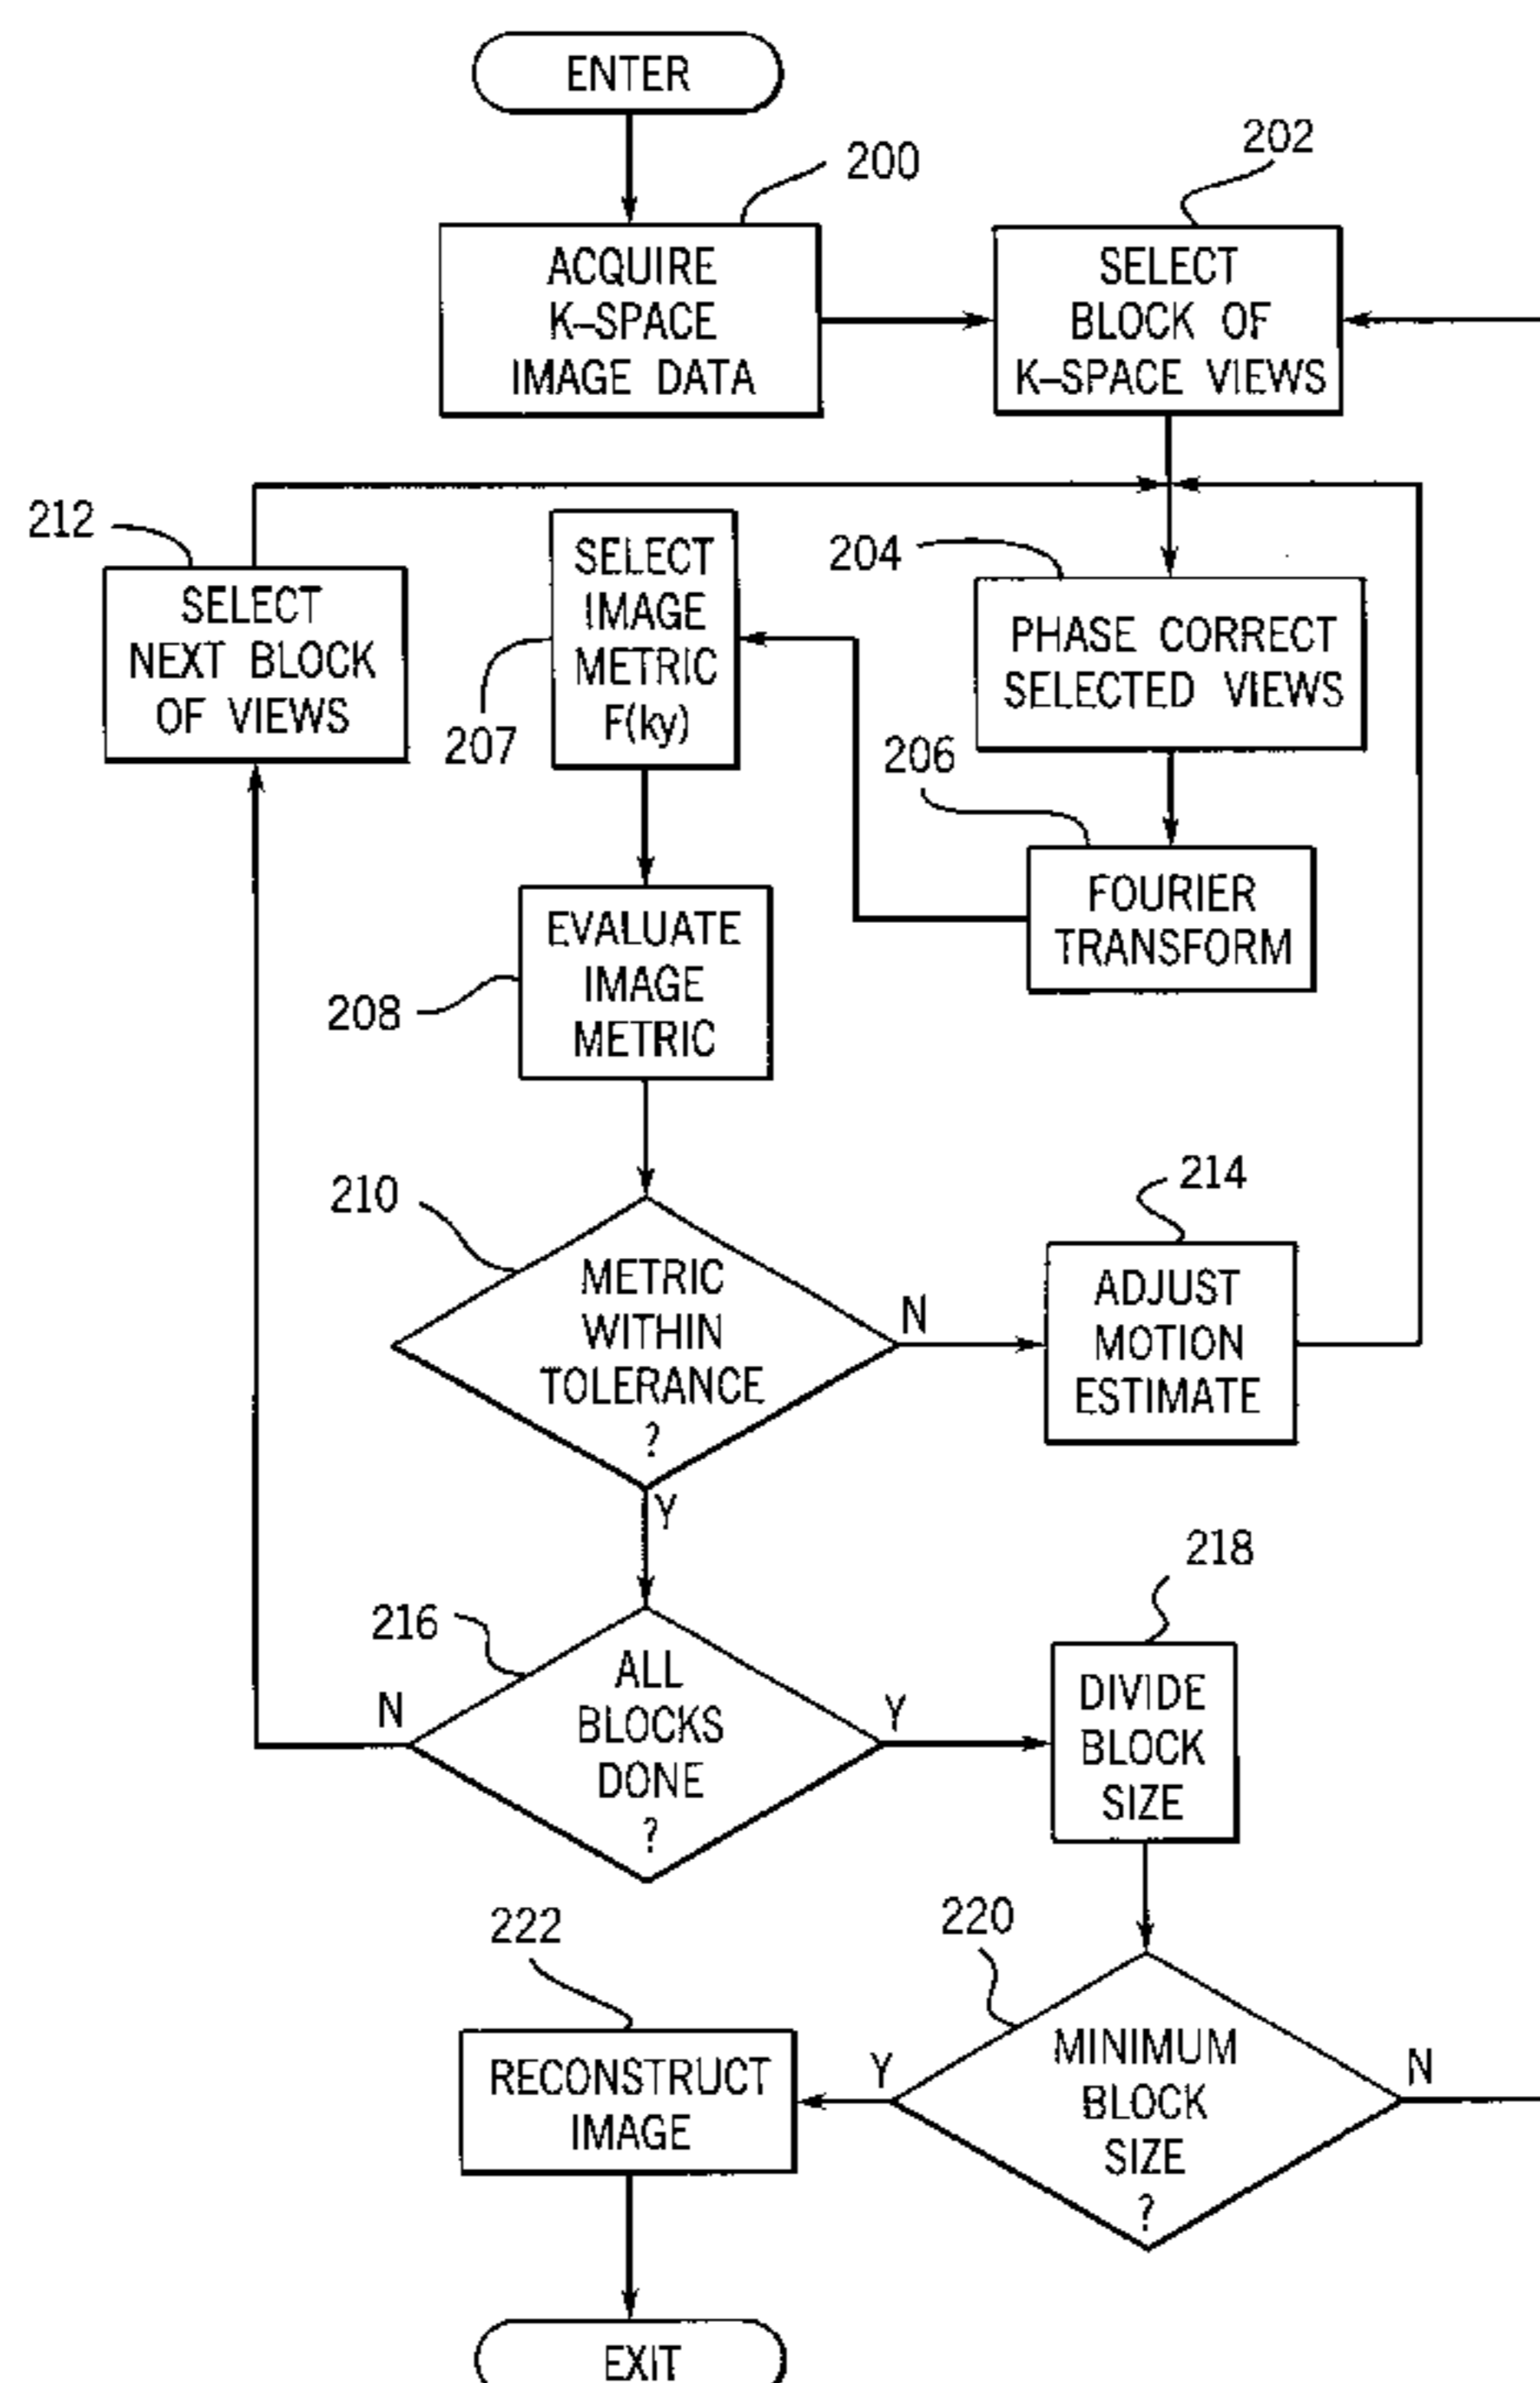 ENTER
200
202
ACQUIRE
K-SPACE
IMAGE DATA
SELECT
BLOCK OF
K-SPACE VIEWS
212
SELECT
NEXT BLOCK
OF VIEWS
SELECT
IMAGE
METRIC
F(ky)
207
204
PHASE CORRECT
SELECTED VIEWS
206
FOURIER
TRANSFORM
EVALUATE
IMAGE
METRIC
208
210
METRIC
WITHIN
TOLERANCE
?
N
Y
214
ADJUST
MOTION
ESTIMATE
216
ALL
BLOCKS
DONE
?
N
Y
218
DIVIDE
BLOCK
SIZE
220
MINIMUM
BLOCK
SIZE
?
Y
N
222
RECONSTRUCT
IMAGE
EXIT